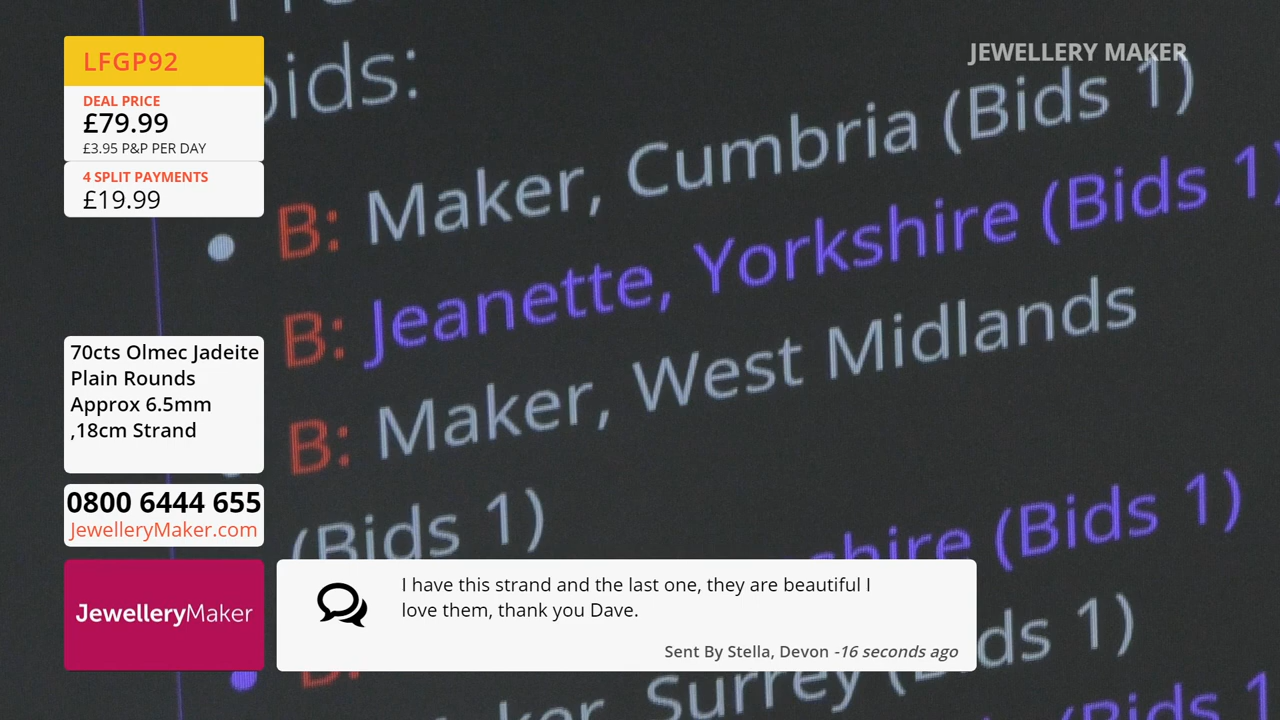 LFGP92
DEAL PRICE
£79.99
£3.95 P&P PER DAY
4 SPLIT PAYMENTS
£19.99
70cts Olmec Jadeite
Plain Rounds
Approx 6.5mm
,18cm Strand
0800 6444 655
JewelleryMaker.com
JewelleryMaker
JEWELLERY MAKER
bids:
B: Maker, Cumbria (Bids 1)
B: Jeanette, Yorkshire (Bids 1)
B: Maker, West Midlands
(Bids 1)
(Bids 1)
I have this strand and the last one, they are beautiful I
love them, thank you Dave.
Sent By Stella, Devon -16 seconds ago
Surrey